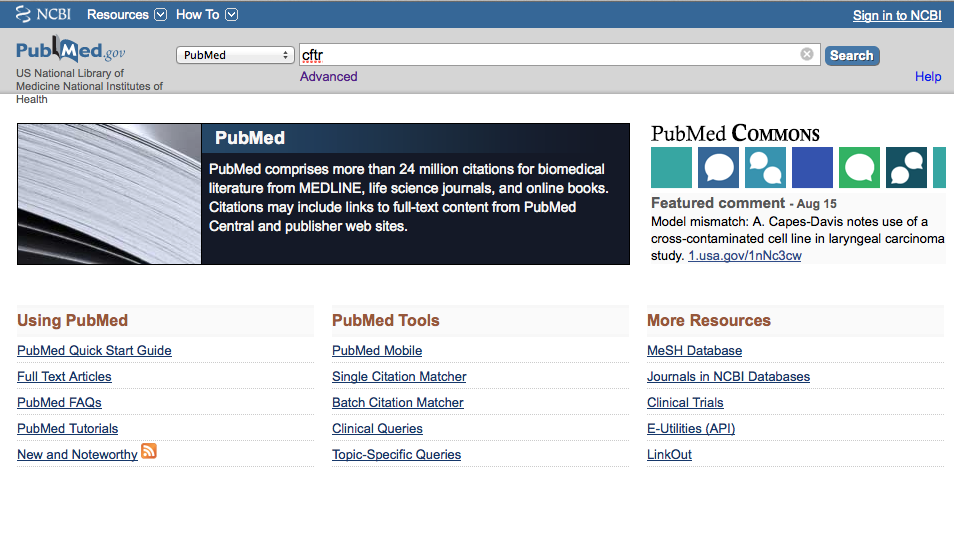 NCBI Resources How To Sign in to NCBI
PubMed.gov
US National Library of
Medicine National Institutes of
Health
PubMed cftr Search
Advanced Help
PubMed
PubMed comprises more than 24 million citations for biomedical
literature from MEDLINE, life science journals, and online books.
Citations may include links to full-text content from PubMed
Central and publisher web sites.
PubMed Commons
Featured comment - Aug 15
Model mismatch: A. Capes-Davis notes use of a
cross-contaminated cell line in laryngeal carcinoma
study. 1.usa.gov/1nNc3cw
Using PubMed
PubMed Quick Start Guide
Full Text Articles
PubMed FAQs
PubMed Tutorials
New and Noteworthy
PubMed Tools
PubMed Mobile
Single Citation Matcher
Batch Citation Matcher
Clinical Queries
Topic-Specific Queries
More Resources
MeSH Database
Journals in NCBI Databases
Clinical Trials
E-Utilities (API)
LinkOut